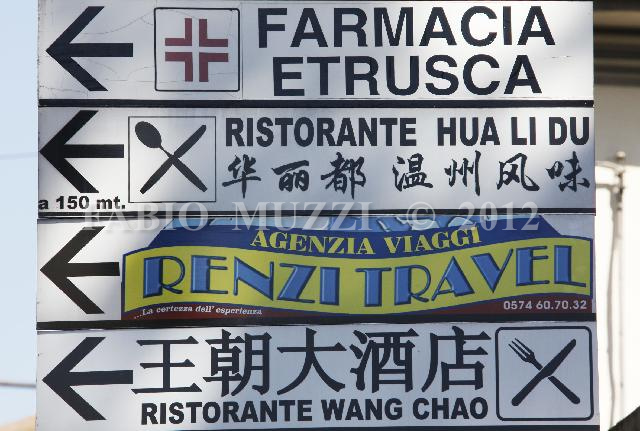 FARMACIA
ETRUSCA
RISTORANTE HUA LI DU
华丽都 温州风味
a 150 mt.
FABIO MUZZI © 2012
AGENZIA VIAGGI
RENZI TRAVEL
...La certezza dell'esperienza
0574 60.70.32
王朝大酒店
RISTORANTE WANG CHAO